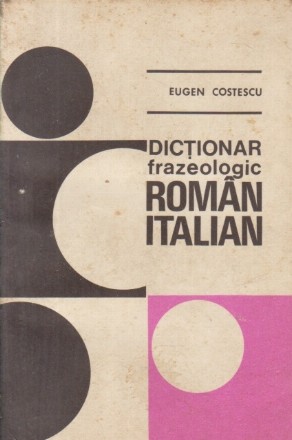 EUGEN COSTESCU
DICȚIONAR
frazeologic
ROMÂN
ITALIAN